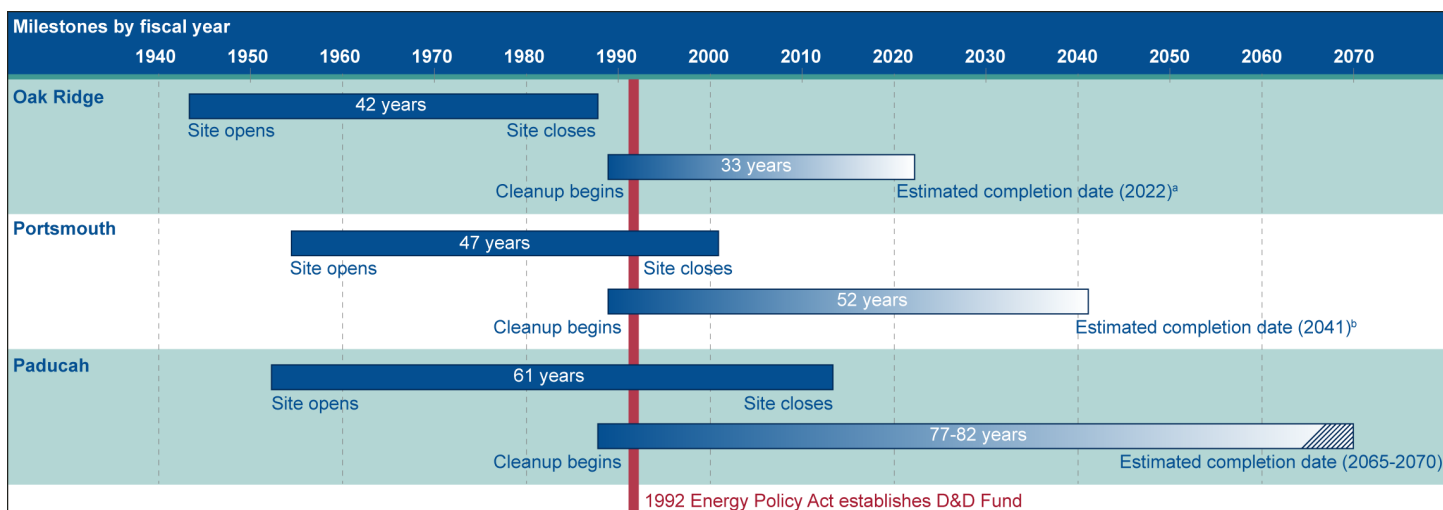 Milestones by fiscal year
1940 1950 1960 1970 1980 1990 2000 2010 2020 2030 2041 2050 2060 2070
Oak Ridge
42 years
Site opens Site closes
33 years
Cleanup begins Estimated completion date (2022)ᵃ
Portsmouth
47 years
Site opens Site closes
52 years
Cleanup begins Estimated completion date (2041)ᵇ
Paducah
61 years
Site opens Site closes
77-82 years
Cleanup begins Estimated completion date (2065-2070)
1992 Energy Policy Act establishes D&D Fund